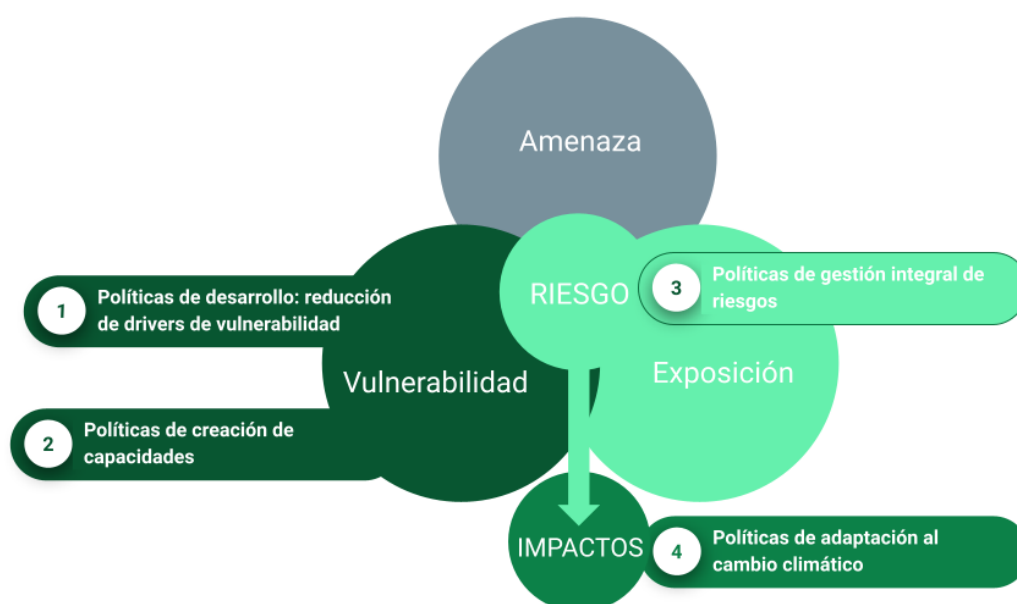 Amenaza
RIESGO
3
Políticas de gestión integral de
riesgos
1
Políticas de desarrollo: reducción
de drivers de vulnerabilidad
Vulnerabilidad
Exposición
2
Políticas de creación de
capacidades
IMPACTOS
4
Políticas de adaptación al
cambio climático